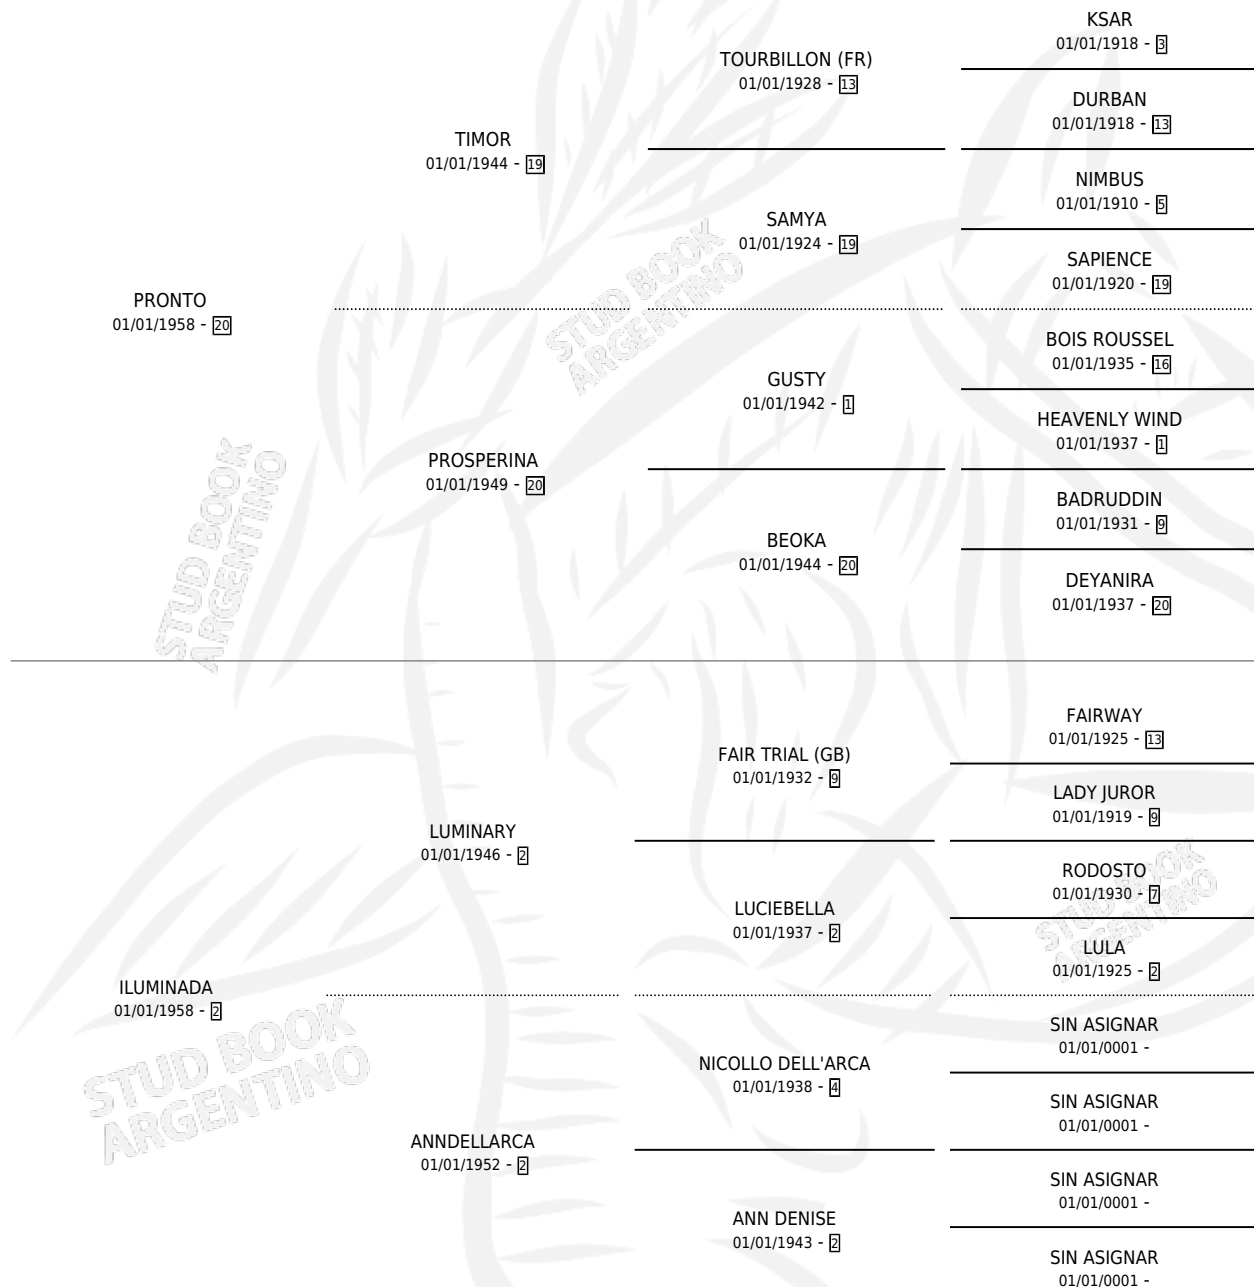 KSAR
01/01/1918 - 3
TOURBILLON (FR)
01/01/1928 - 13
DURBAN
01/01/1918 - 13
TIMOR
01/01/1944 - 19
NIMBUS
01/01/1910 - 5
SAMYA
01/01/1924 - 19
SAPIENCE
01/01/1920 - 19
PRONTO
01/01/1958 - 20
BOIS ROUSSEL
01/01/1935 - 16
GUSTY
01/01/1942 - 1
HEAVENLY WIND
01/01/1937 - 1
PROSPERINA
01/01/1949 - 20
BADRUDDIN
01/01/1931 - 9
BEOKA
01/01/1944 - 20
DEYANIRA
01/01/1937 - 20
STUD BOOK
ARGENTINO
STUD BOOK
ARGENTINO
FAIRWAY
01/01/1925 - 13
FAIR TRIAL (GB)
01/01/1932 - 9
LADY JUROR
01/01/1919 - 9
LUMINARY
01/01/1946 - 2
RODOSTO
01/01/1930 - 7
LUCIEBELLA
01/01/1937 - 2
LULA
01/01/1925 - 2
STUD BOOK
ARGENTINO
ILUMINADA
01/01/1958 - 2
SIN ASIGNAR
01/01/0001 -
NICOLLO DELL'ARCA
01/01/1938 - 4
SIN ASIGNAR
01/01/0001 -
ANNDELLARCA
01/01/1952 - 2
SIN ASIGNAR
01/01/0001 -
ANN DENISE
01/01/1943 - 2
SIN ASIGNAR
01/01/0001 -
STUD BOOK
ARGENTINO